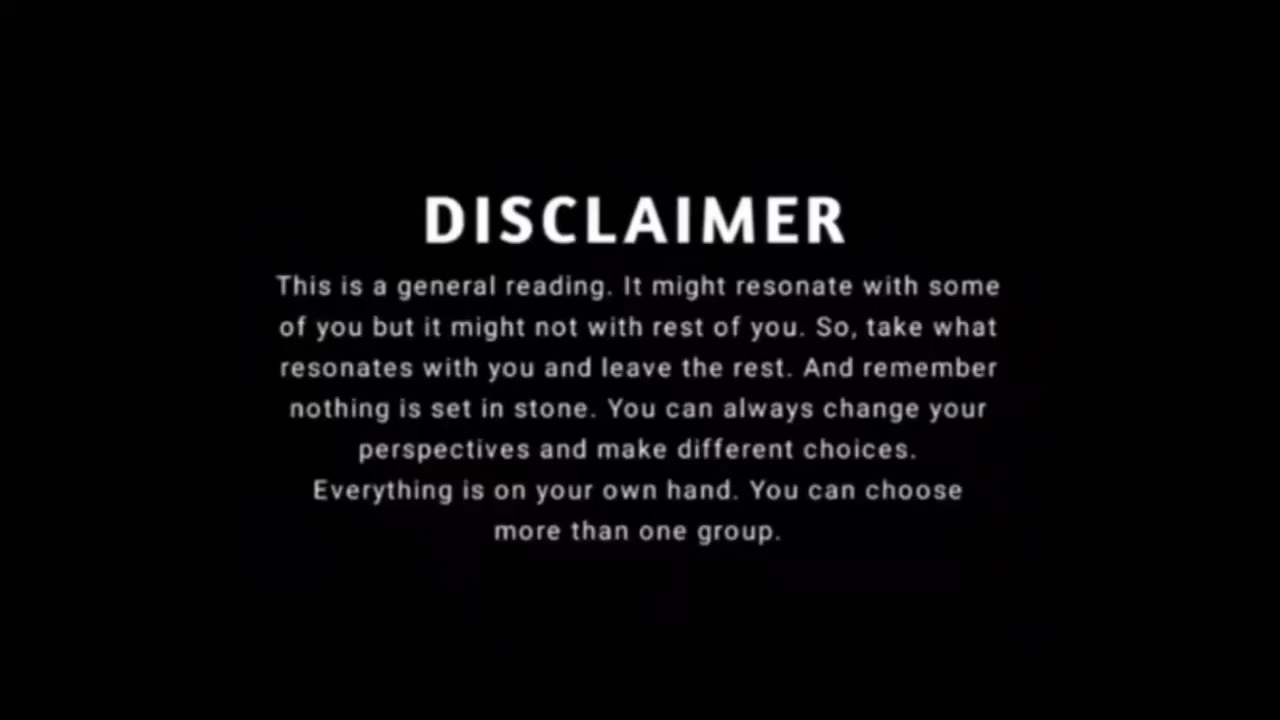 DISCLAIMER
This is a general reading. It might resonate with some
of you but it might not with rest of you. So, take what
resonates with you and leave the rest. And remember
nothing is set in stone. You can always change your
perspectives and make different choices.
Everything is on your own hand. You can choose
more than one group.